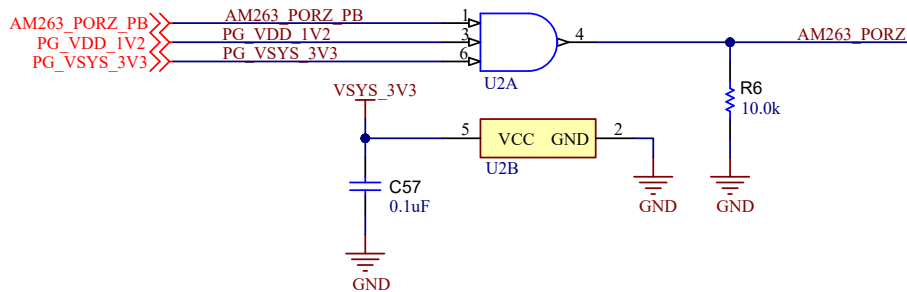 AM263_PORZ_PB AM263_PORZ_PB 1
PG_VDD_1V2 PG_VDD_1V2 3 4 AM263_PORZ
PG_VSYS_3V3 PG_VSYS_3V3 6
U2A
VSYS_3V3
R6
10.0k
5 VCC GND 2
U2B
C57
0.1uF
GND GND
GND